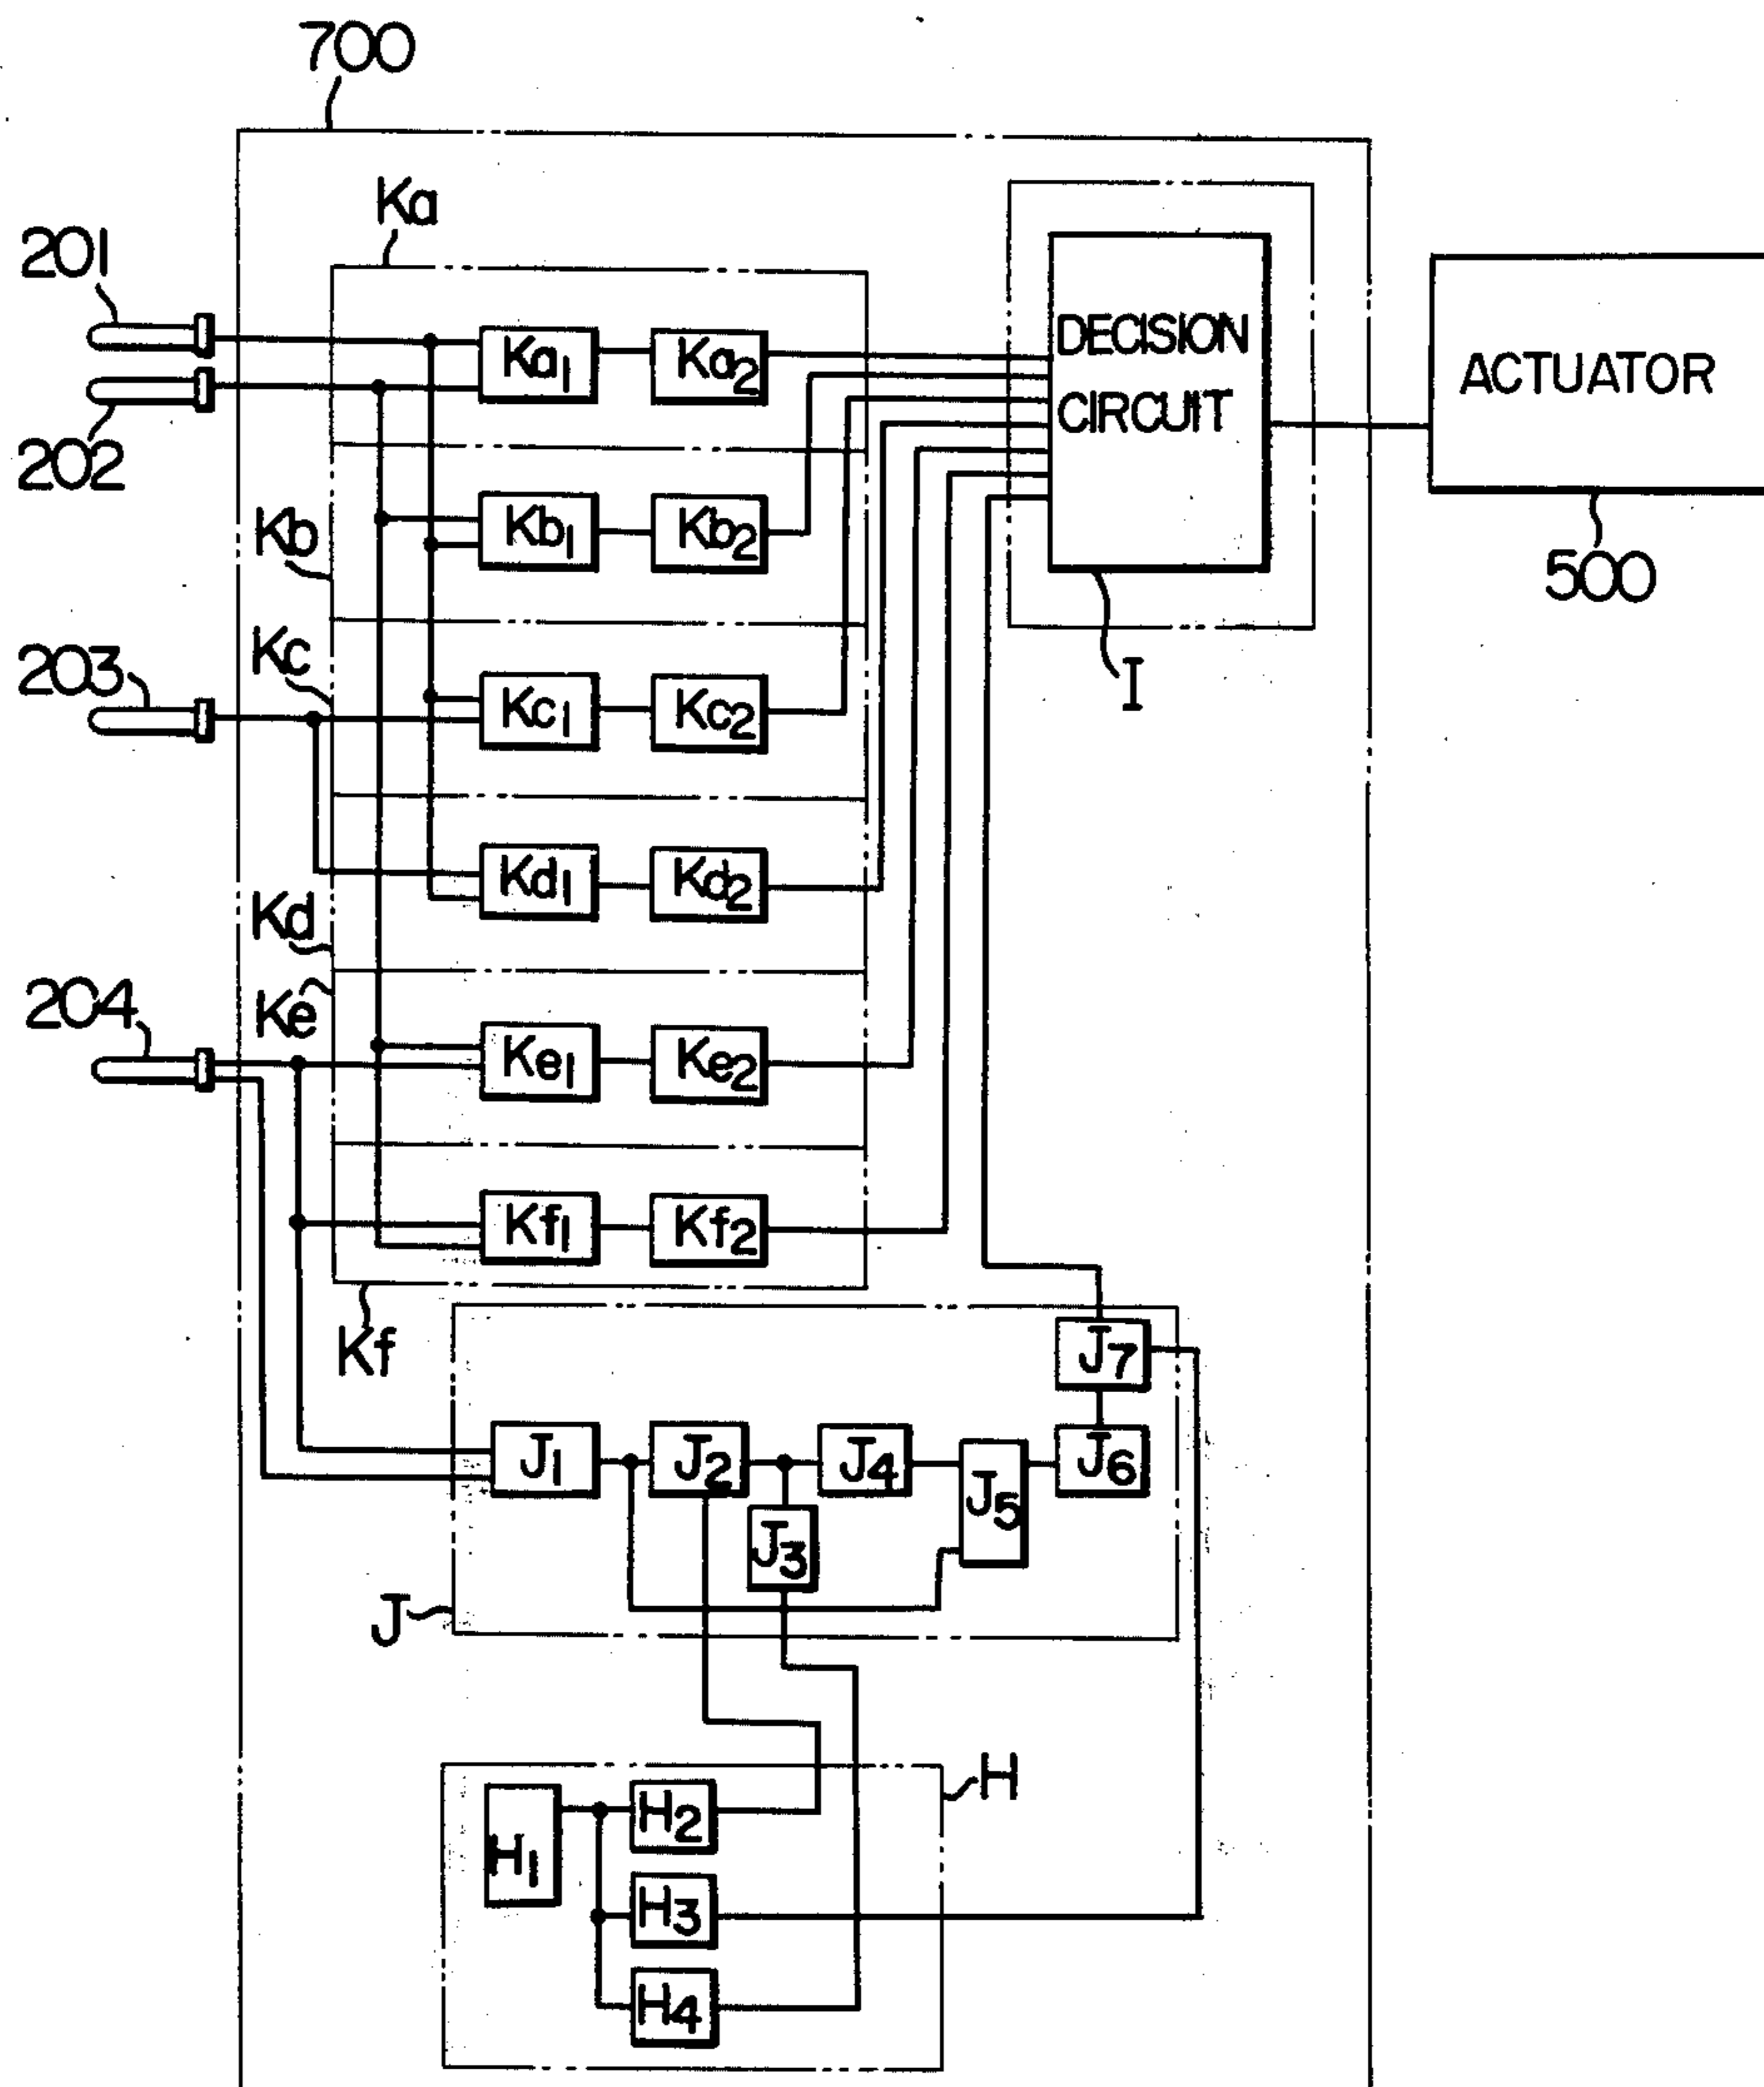 700
Ka
201
202
Ka1
Ka2
DECISION
CIRCUIT
ACTUATOR
500
I
Kb
Kb1
Kb2
Kc
203
Kc1
Kc2
Kd
Kd1
Kd2
Ke
204
Ke1
Ke2
Kf1
Kf2
Kf
J7
J1
J2
J4
J5
J6
J3
J
H
H1
H2
H3
H4